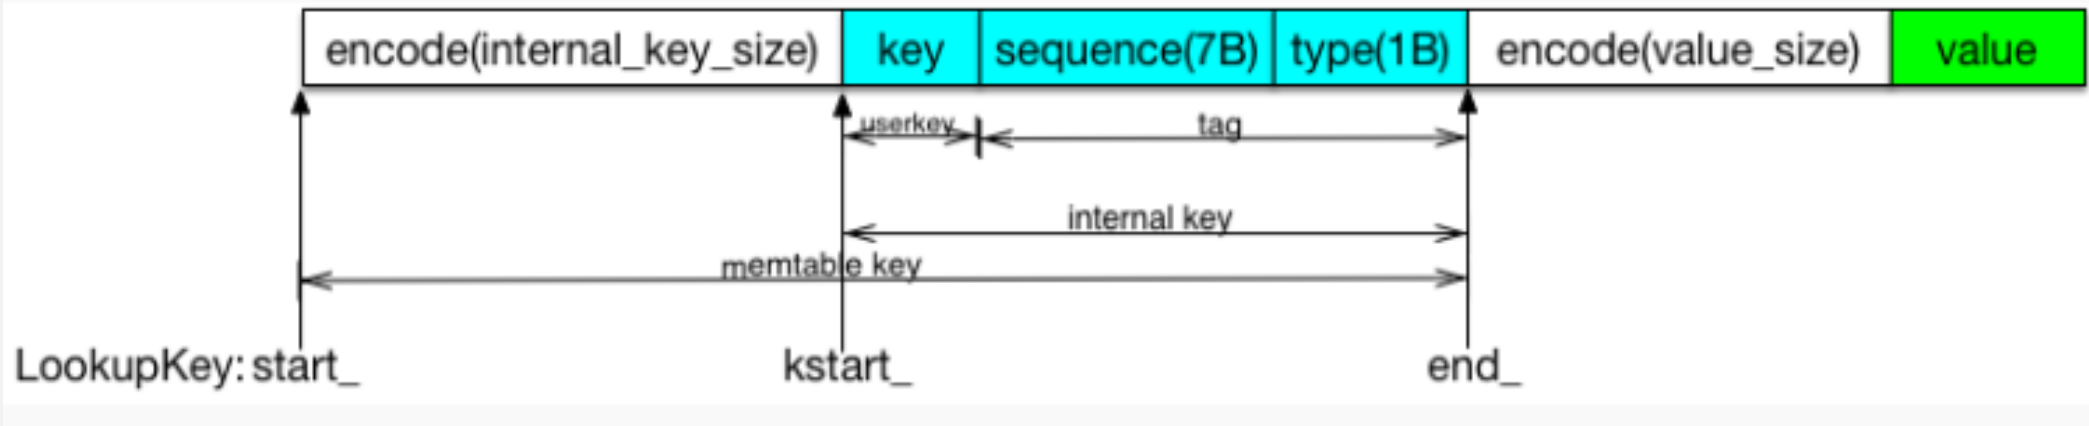 encode(internal_key_size) key sequence(7B) type(1B) encode(value_size) value
userkey tag
internal key
memtable key
LookupKey: start_ kstart_ end_